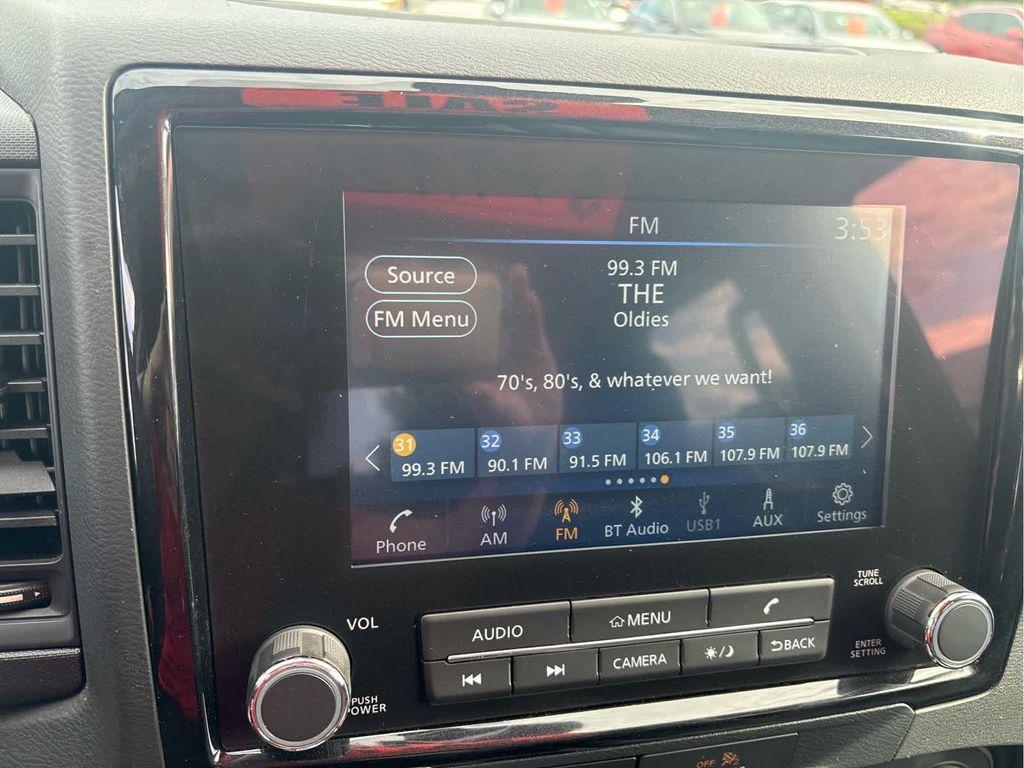 FM
3:53
Source
99.3 FM
THE
FM Menu
Oldies
70's, 80's, & whatever we want!
31 32 33 34 35 36
99.3 FM 90.1 FM 91.5 FM 106.1 FM 107.9 FM 107.9 FM
Phone AM FM BT Audio USB1 AUX Settings
TUNE
SCROLL
VOL
AUDIO
MENU
CAMERA
BACK
ENTER
SETTING
PUSH
POWER
OFF